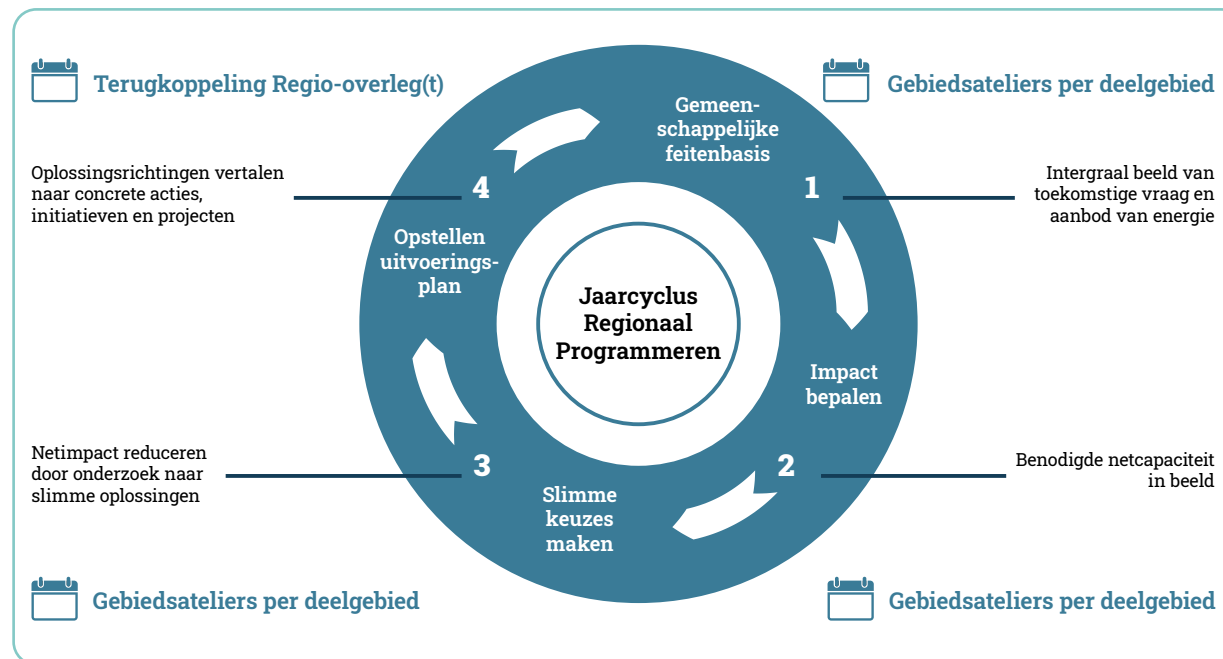 Terugkoppeling Regio-overleg(t)
Gebiedsateliers per deelgebied
Gemeen-
schappelijke
feitenbasis
1
Intergraal beeld van
toekomstige vraag en
aanbod van energie
Oplossingsrichtingen vertalen
naar concrete acties,
initiatieven en projecten
4
Opstellen
uitvoerings-
plan
Jaarcyclus
Regionaal
Programmeren
Impact
bepalen
2
Benodigde netcapaciteit
in beeld
Netimpact reduceren
door onderzoek naar
slimme oplossingen
3
Slimme
keuzes
maken
Gebiedsateliers per deelgebied
Gebiedsateliers per deelgebied